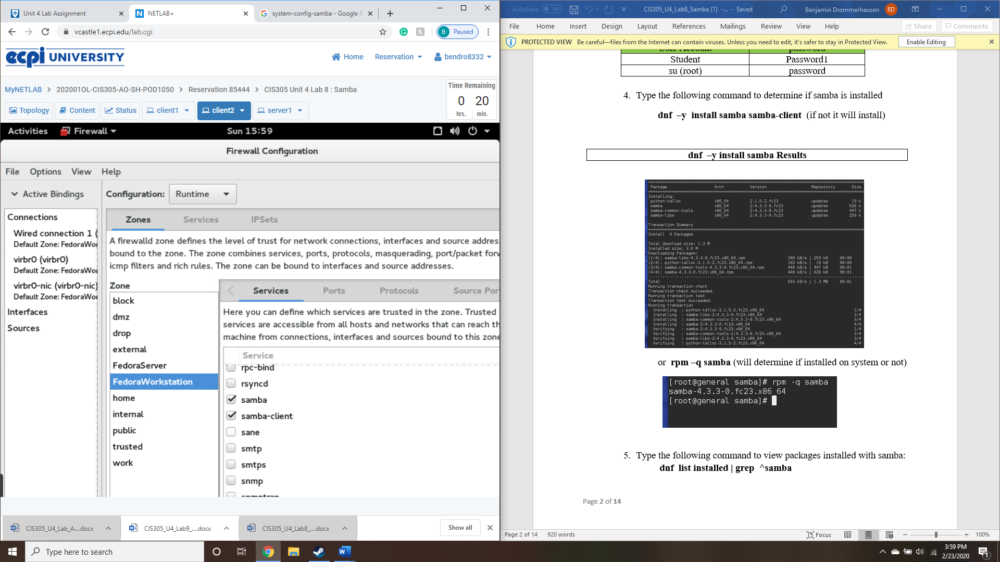 Unit 4 Lab Assignment
NETLAB+
system-config-samba - Google S
vcastle1.ecpi.edu/lab.cgi
B Paused
ecpi UNIVERSITY
Home
Reservation
bendro8332
MyNETLAB > 202001OL-CIS305-AO-SH-POD1050 > Reservation 85444 > CIS305 Unit 4 Lab 8 : Samba
Time Remaining
0 20
hrs. min.
Topology
Content
Status
client1
client2
server1
Activities
Firewall
Sun 15:59
Firewall Configuration
File Options View Help
Active Bindings
Configuration: Runtime
Connections
Wired connection 1 (
Default Zone: FedoraWor
virbr0 (virbr0)
Default Zone: FedoraWor
virbr0-nic (virbr0-nic)
Default Zone: FedoraWor
Interfaces
Sources
Zones Services IPSets
A firewalld zone defines the level of trust for network connections, interfaces and source addres
bound to the zone. The zone combines services, ports, protocols, masquerading, port/packet forw
icmp filters and rich rules. The zone can be bound to interfaces and source addresses.
Zone
block
dmz
drop
external
FedoraServer
FedoraWorkstation
home
internal
public
trusted
work
Services Ports Protocols Source Por
Here you can define which services are trusted in the zone. Trusted
services are accessible from all hosts and networks that can reach th
machine from connections, interfaces and sources bound to this zone
Service
rpc-bind
rsyncd
samba
samba-client
sane
smtp
smtps
snmp
snmptrap
CIS305_U4_Lab_A....docx
CIS305_U4_Lab9_....docx
CIS305_U4_Lab8_....docx
Show all
AutoSave Off
CIS305_U4_Lab8_Samba (1) -... - Saved
Benjamin Drommerhausen BD
File Home Insert Design Layout References Mailings Review View Help
Share
Comments
PROTECTED VIEW Be careful—files from the Internet can contain viruses. Unless you need to edit, it's safer to stay in Protected View.
Enable Editing
User Account password
Student Password1
su (root) password
4. Type the following command to determine if samba is installed
dnf –y install samba samba-client (if not it will install)
dnf –y install samba Results
Package Arch Version Repository Size
Installing:
python-talloc x86_64 2.1.5-2.fc23 updates 19 k
samba x86_64 2:4.3.3-0.fc23 updates 626 k
samba-common-tools x86_64 2:4.3.3-0.fc23 updates 447 k
samba-libs x86_64 2:4.3.3-0.fc23 updates 259 k
Transaction Summary
Install 4 Packages
Total download size: 1.3 M
Installed size: 3.6 M
Downloading Packages:
(1/4): samba-libs-4.3.3-0.fc23.x86_64.rpm 340 kB/s | 259 kB 00:00
(2/4): python-talloc-2.1.5-2.fc23.x86_64.rpm 162 kB/s | 19 kB 00:00
(3/4): samba-common-tools-4.3.3-0.fc23.x86_64.rpm 446 kB/s | 447 kB 00:01
(4/4): samba-4.3.3-0.fc23.x86_64.rpm 440 kB/s | 626 kB 00:01
Total 693 kB/s | 1.3 MB 00:01
Running transaction check
Transaction check succeeded.
Running transaction test
Transaction test succeeded.
Running transaction
Installing : python-talloc-2.1.5-2.fc23.x86_64 1/4
Installing : samba-libs-2:4.3.3-0.fc23.x86_64 2/4
Installing : samba-common-tools-2:4.3.3-0.fc23.x86_64 3/4
Installing : samba-2:4.3.3-0.fc23.x86_64 4/4
Verifying : samba-2:4.3.3-0.fc23.x86_64 1/4
Verifying : samba-common-tools-2:4.3.3-0.fc23.x86_64 2/4
Verifying : samba-libs-2:4.3.3-0.fc23.x86_64 3/4
Verifying : python-talloc-2.1.5-2.fc23.x86_64 4/4
or rpm –q samba (will determine if installed on system or not)
[root@general samba]# rpm -q samba
samba-4.3.3-0.fc23.x86_64
[root@general samba]#
5. Type the following command to view packages installed with samba:
dnf list installed | grep ^samba
Page 2 of 14
Page 2 of 14 920 words
Focus
100%
Type here to search
3:59 PM
2/23/2020
1